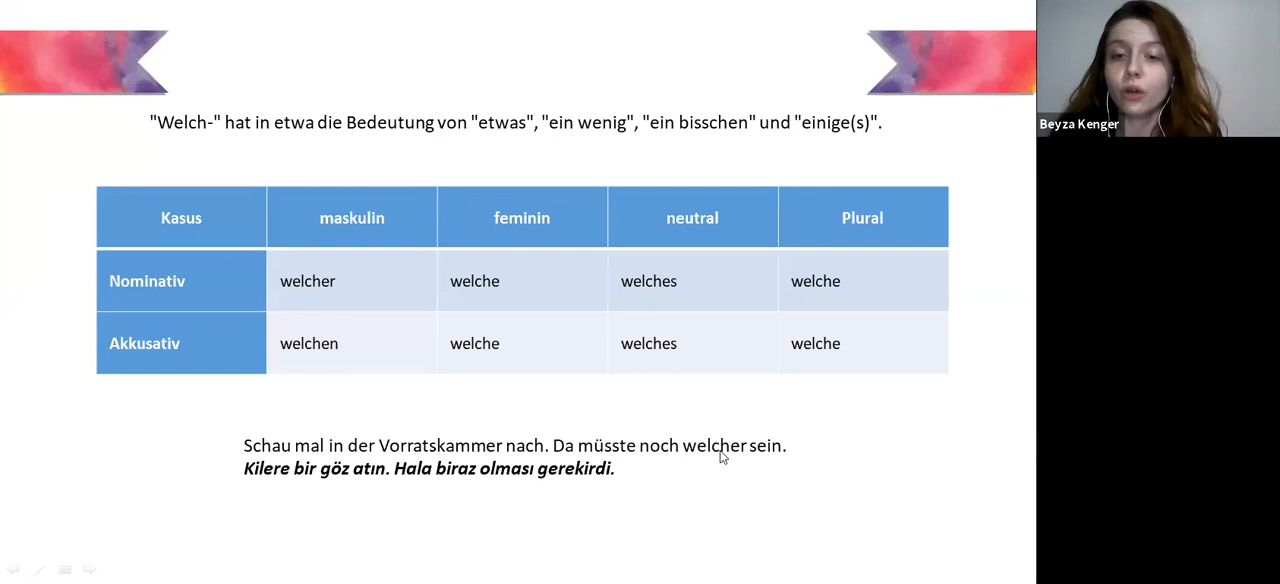 "Welch-" hat in etwa die Bedeutung von "etwas", "ein wenig", "ein bisschen" und "einige(s)".
Kasus maskulin feminin neutral Plural
Nominativ welcher welche welches welche
Akkusativ welchen welche welches welche
Schau mal in der Vorratskammer nach. Da müsste noch welcher sein.
Kilere bir göz atın. Hala biraz olması gerekirdi.
Beyza Kenger